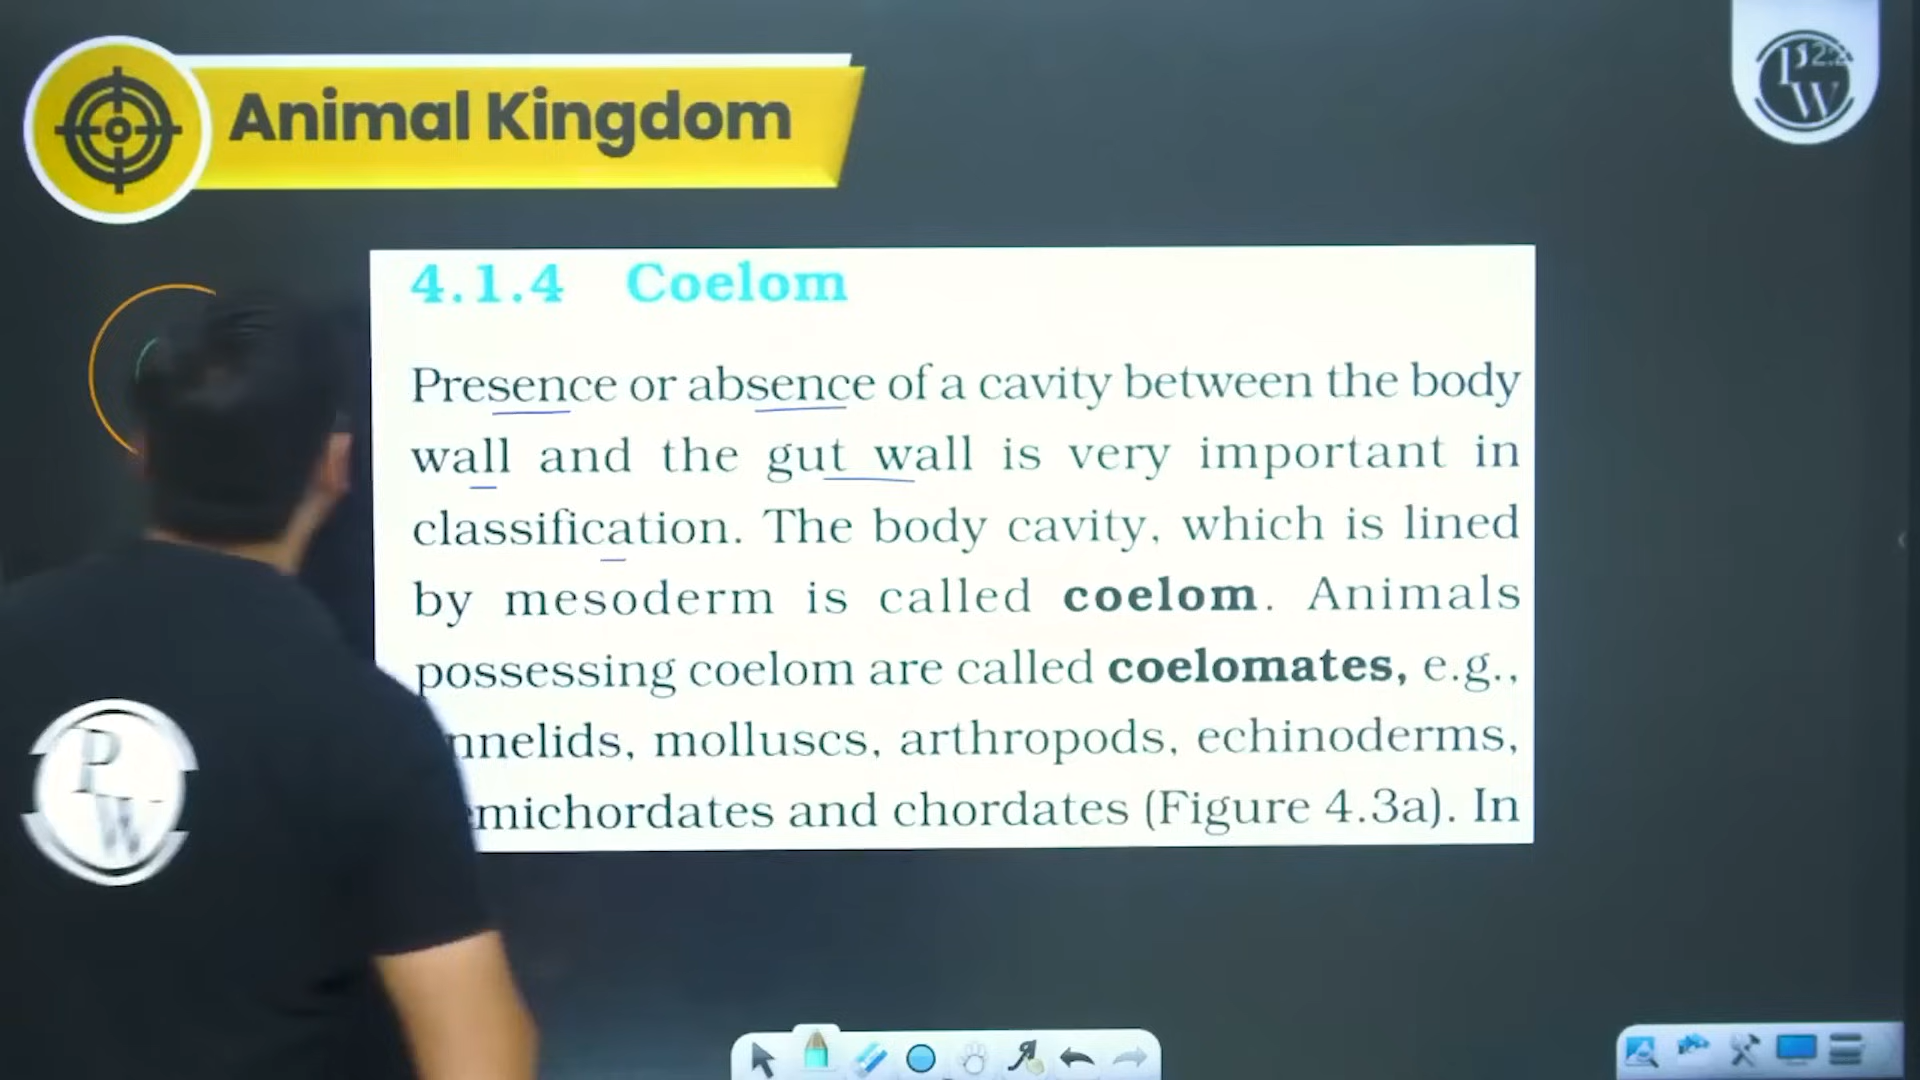 Animal Kingdom
PW
4.1.4 Coelom
Presence or absence of a cavity between the body
wall and the gut wall is very important in
classification. The body cavity, which is lined
by mesoderm is called coelom. Animals
possessing coelom are called coelomates, e.g.,
molluscs, arthropods, echinoderms,
and chordates (Figure 4.3a). In
PW